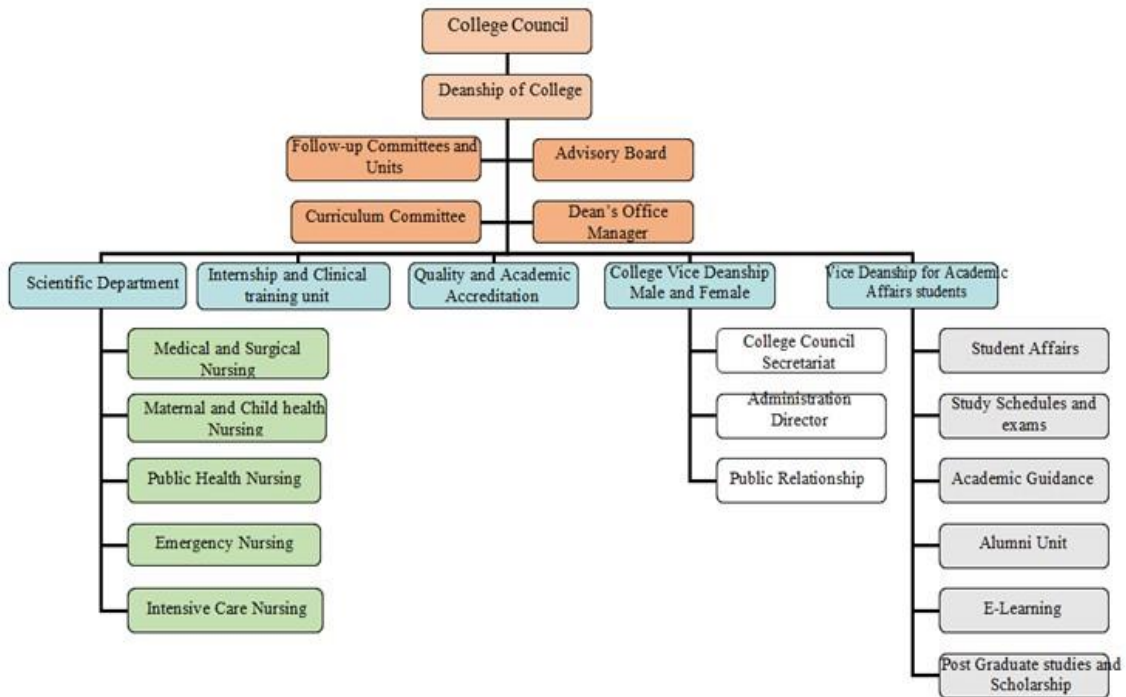 College Council
Deanship of College
Follow-up Committees and
Units
Advisory Board
Curriculum Committee
Dean's Office
Manager
Scientific Department
Internship and Clinical
training unit
Quality and Academic
Accreditation
College Vice Deanship
Male and Female
Vice Deanship for Academic
Affairs students
Medical and Surgical
Nursing
Maternal and Child health
Nursing
Public Health Nursing
Emergency Nursing
Intensive Care Nursing
College Council
Secretariat
Administration
Director
Public Relationship
Student Affairs
Study Schedules and
exams
Academic Guidance
Alumni Unit
E-Learning
Post Graduate studies and
Scholarship